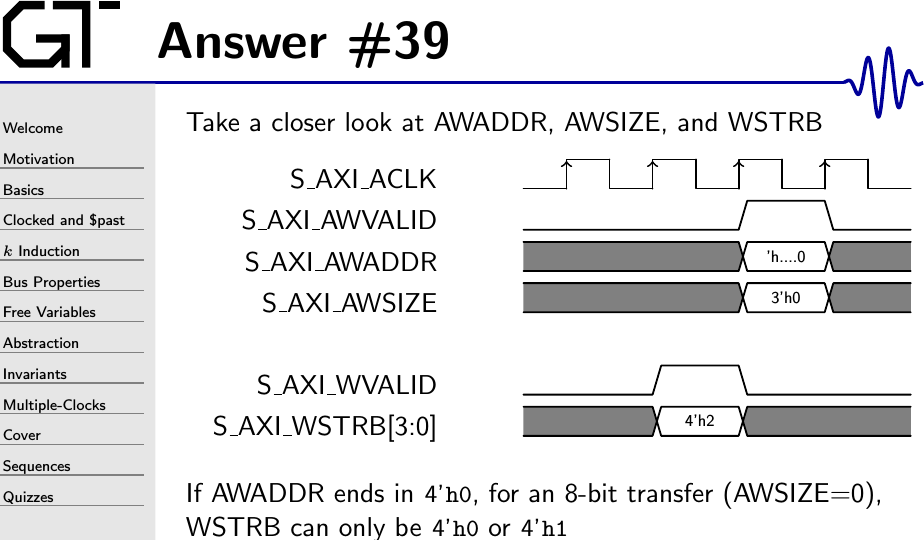 GT
Answer #39
Welcome
Motivation
Basics
Clocked and $past
k Induction
Bus Properties
Free Variables
Abstraction
Invariants
Multiple-Clocks
Cover
Sequences
Quizzes
Take a closer look at AWADDR, AWSIZE, and WSTRB
S_AXI_ACLK
S_AXI_AWVALID
S_AXI_AWADDR 'h....0
S_AXI_AWSIZE 3'h0
S_AXI_WVALID
S_AXI_WSTRB[3:0] 4'h2
If AWADDR ends in 4'h0, for an 8-bit transfer (AWSIZE=0),
WSTRB can only be 4'h0 or 4'h1